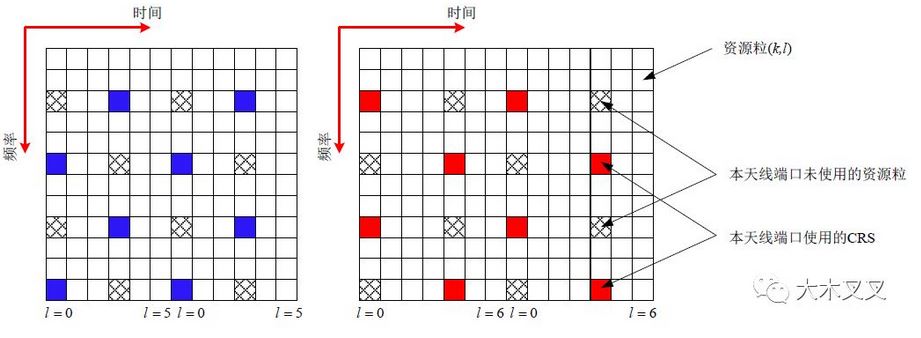 时间
时间
频率
频率
资源粒(k,l)
本天线端口未使用的资源粒
本天线端口使用的CRS
l = 0
l = 5
l = 0
l = 5
l = 0
l = 6
l = 0
l = 6
大木叉叉